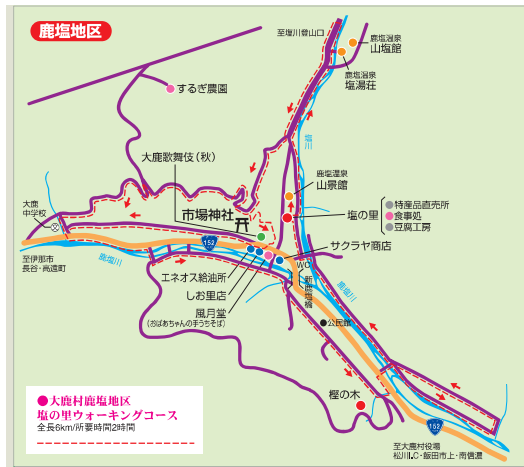 鹿塩地区
至塩川登山口
鹿塩温泉
山塩館
鹿塩温泉
塩湯荘
するぎ農園
塩川
大鹿歌舞伎(秋)
鹿塩温泉
山景館
大鹿
中学校
市場神社
塩の里
特産品直売所
食事処
豆腐工房
152
サクラヤ商店
至伊那市
長谷・高遠町
鹿塩川
エネオス給油所
WC
新鹿塩橋
しお里店
風月堂
(おばあちゃんの手うちそば)
鹿塩川
公民館
大鹿村鹿塩地区
塩の里ウォーキングコース
全長6km/所要時間2時間
樫の木
152
至大鹿村役場
松川I.C・飯田市上・南信濃